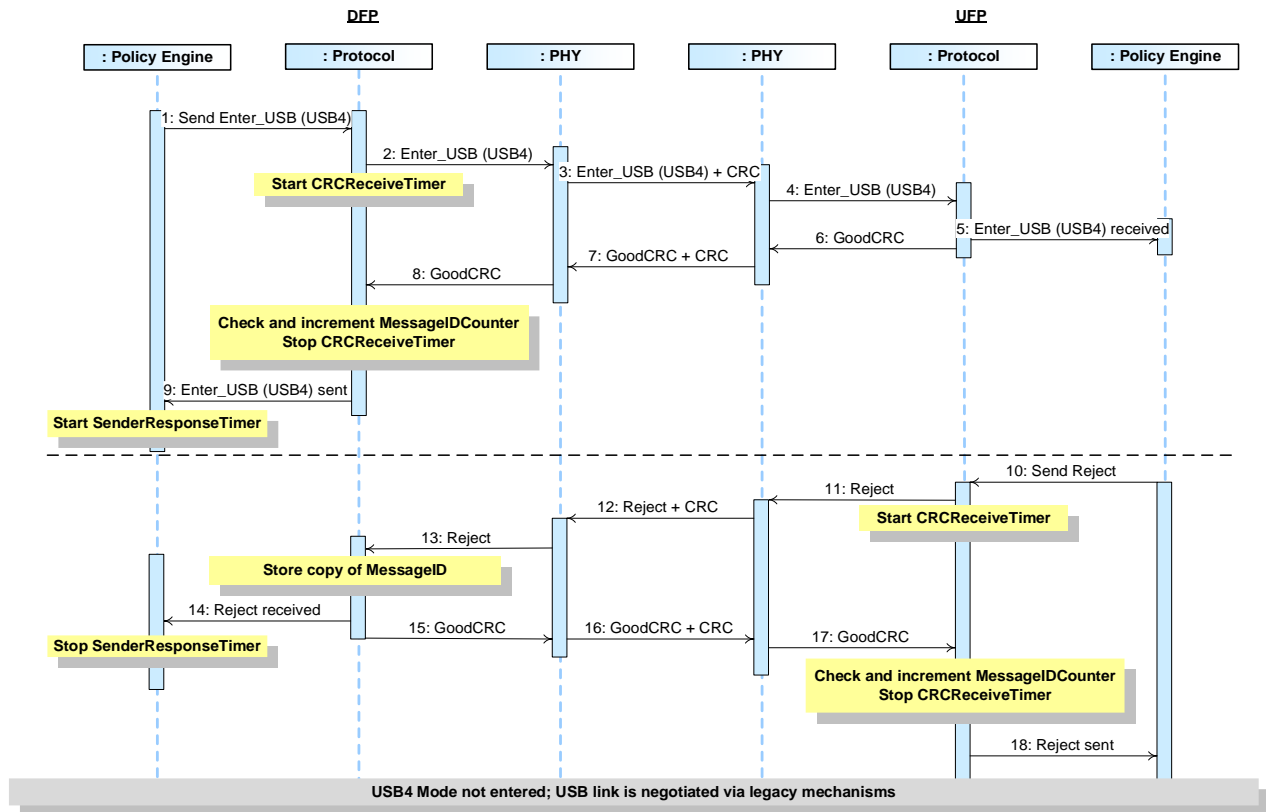 DFP
UFP
: Policy Engine
: Protocol
: PHY
: PHY
: Protocol
: Policy Engine
1: Send Enter_USB (USB4)
2: Enter_USB (USB4)
Start CRCReceiveTimer
3: Enter_USB (USB4) + CRC
4: Enter_USB (USB4)
5: Enter_USB (USB4) received
6: GoodCRC
7: GoodCRC + CRC
8: GoodCRC
Check and increment MessageIDCounter
Stop CRCReceiveTimer
9: Enter_USB (USB4) sent
Start SenderResponseTimer
10: Send Reject
11: Reject
Start CRCReceiveTimer
12: Reject + CRC
13: Reject
Store copy of MessageID
14: Reject received
Stop SenderResponseTimer
15: GoodCRC
16: GoodCRC + CRC
17: GoodCRC
Check and increment MessageIDCounter
Stop CRCReceiveTimer
18: Reject sent
USB4 Mode not entered; USB link is negotiated via legacy mechanisms